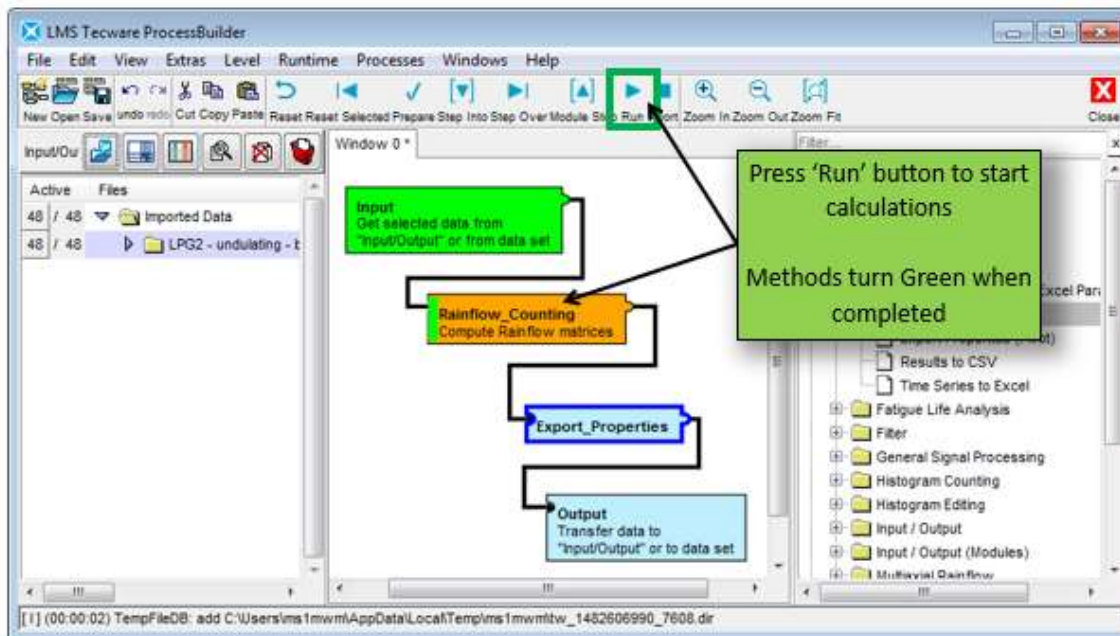 LMS Tecware ProcessBuilder
File Edit View Extras Level Runtime Processes Windows Help
New Open Save undo redo Cut Copy Paste Reset Reset Selected Prepare Step Into Step Over Module Run Zoom In Zoom Out Zoom Fit Close
Input/Ou
Window 0 *
Filter...
x
Active Files
48 / 48 Imported Data
48 / 48 LPG2 - undulating - b
Input
Get selected data from
"Input/Output" or from data set
Rainflow_Counting
Compute Rainflow matrices
Export_Properties
Output
Transfer data to
"Input/Output" or to data set
Press 'Run' button to start
calculations
Methods turn Green when
completed
Excel Para
Results to CSV
Time Series to Excel
Fatigue Life Analysis
Filter
General Signal Processing
Histogram Counting
Histogram Editing
Input / Output
Input / Output (Modules)
Multiaxial Rainflow
[I] (00:00:02) TempFileDB: add C:\Users\ms1mwm\AppData\Local\Temp\ms1mwm\tw_1482606990_7608.dir